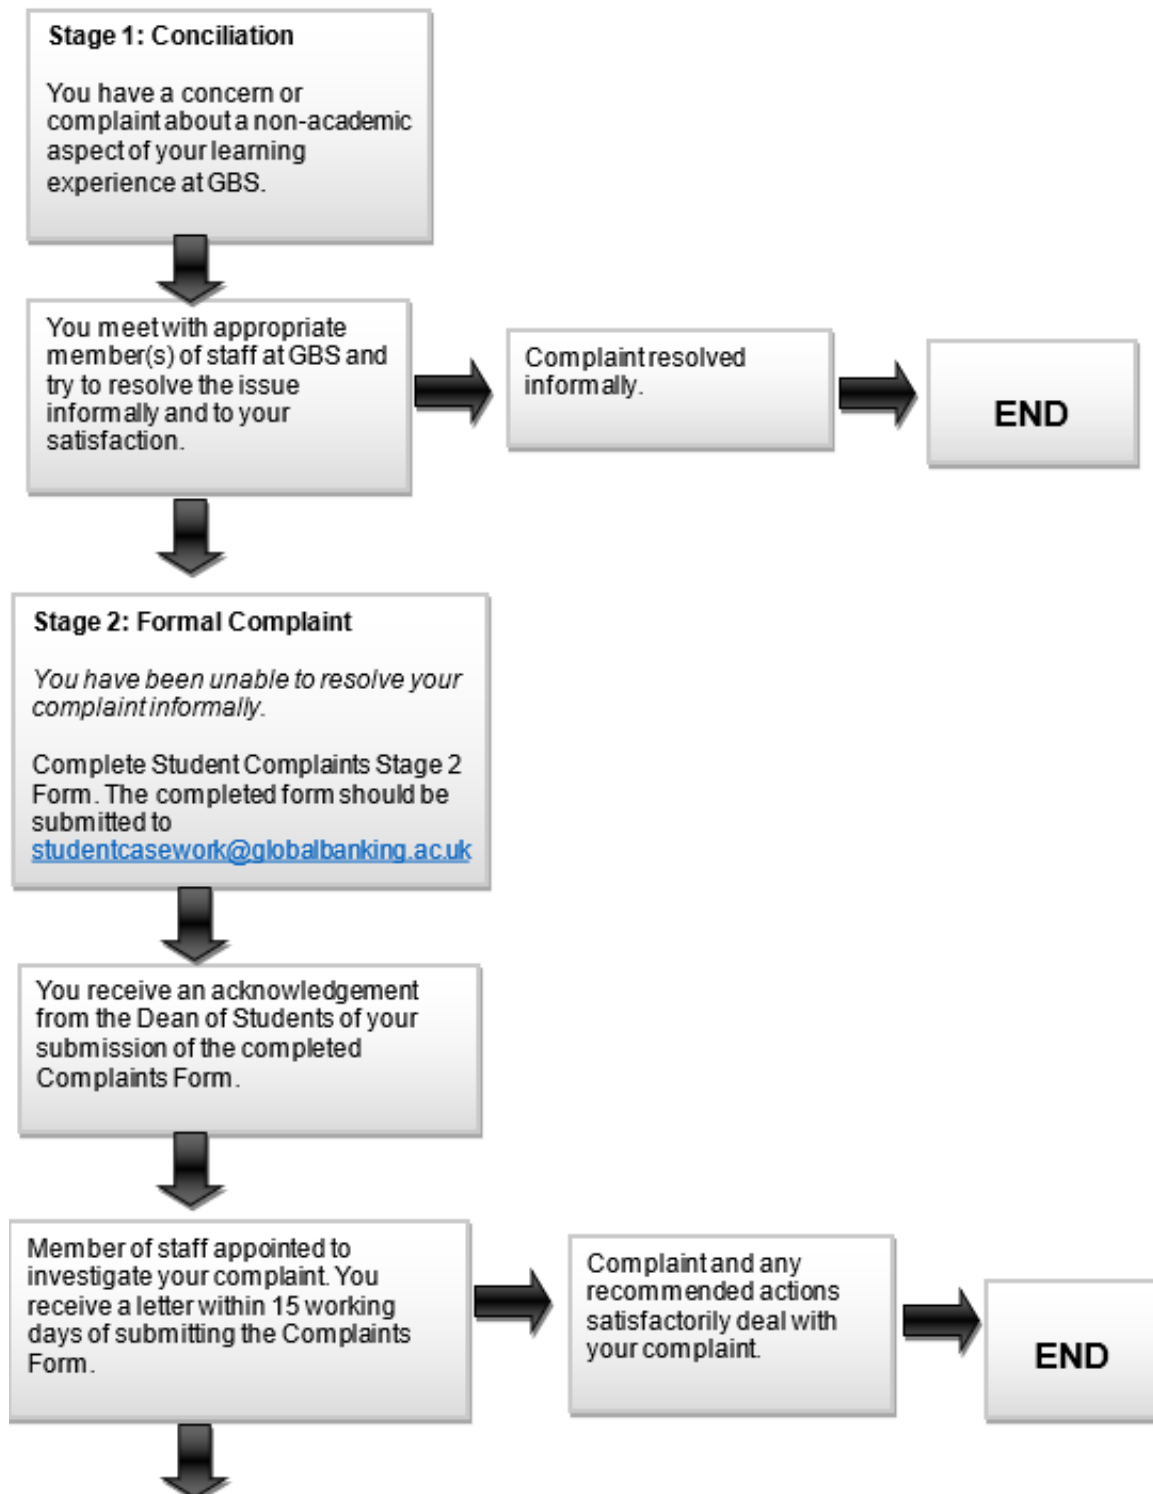 Stage 1: Conciliation
You have a concern or
complaint about a non-academic
aspect of your learning
experience at GBS.
You meet with appropriate
member(s) of staff at GBS and
try to resolve the issue
informally and to your
satisfaction.
Complaint resolved
informally.
END
Stage 2: Formal Complaint
You have been unable to resolve your
complaint informally.
Complete Student Complaints Stage 2
Form. The completed form should be
submitted to
studentcasework@globalbanking.ac.uk
You receive an acknowledgement
from the Dean of Students of your
submission of the completed
Complaints Form.
Member of staff appointed to
investigate your complaint. You
receive a letter within 15 working
days of submitting the Complaints
Form.
Complaint and any
recommended actions
satisfactorily deal with
your complaint.
END